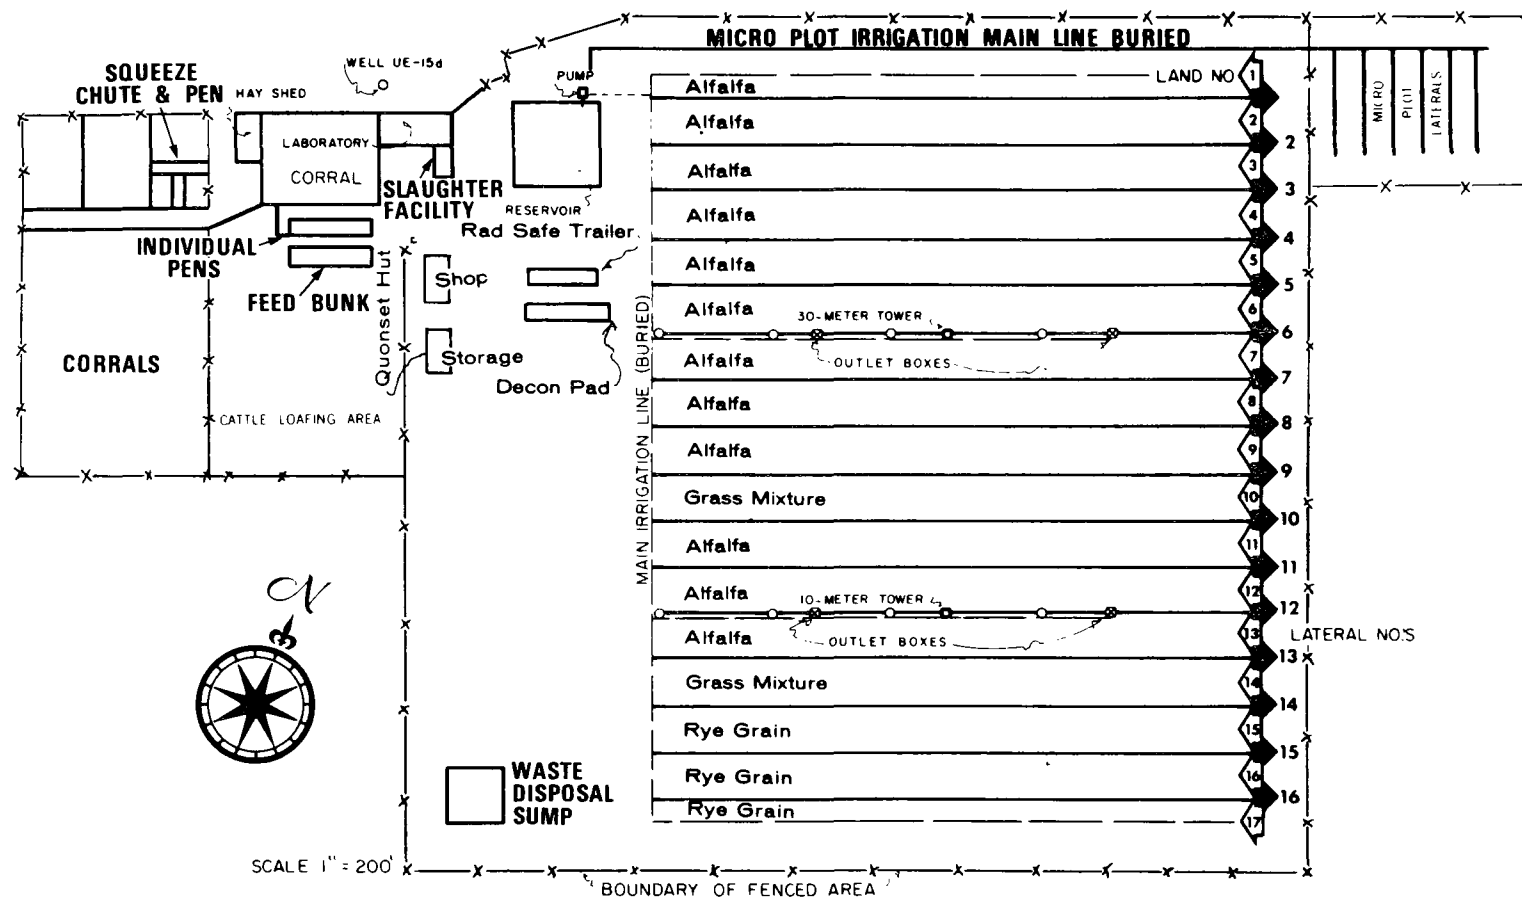 MICRO PLOT IRRIGATION MAIN LINE BURIED
WELL UE-15d
SQUEEZE
CHUTE & PEN
HAY SHED
PUMP
LAND NO
LABORATORY
CORRAL
SLAUGHTER
FACILITY
RESERVOIR
Rad Safe Trailer
INDIVIDUAL
PENS
FEED BUNK
Quonset Hut
Shop
Storage
Decon Pad
CORRALS
CATTLE LOAFING AREA
MAIN IRRIGATION LINE (BURIED)
N
WASTE
DISPOSAL
SUMP
SCALE 1" = 200'
BOUNDARY OF FENCED AREA
Alfalfa 1
Alfalfa 2
2
Alfalfa 3
3
Alfalfa 4
4
Alfalfa 5
5
Alfalfa 6
30-METER TOWER
6
OUTLET BOXES
Alfalfa 7
7
Alfalfa 8
8
Alfalfa 9
9
Grass Mixture 10
10
Alfalfa 11
11
Alfalfa 12
10-METER TOWER
12
OUTLET BOXES
Alfalfa 13
LATERAL NO.'S
13
Grass Mixture 14
14
Rye Grain 15
15
Rye Grain 16
16
Rye Grain 17
MICRO
PLOT
LATERALS